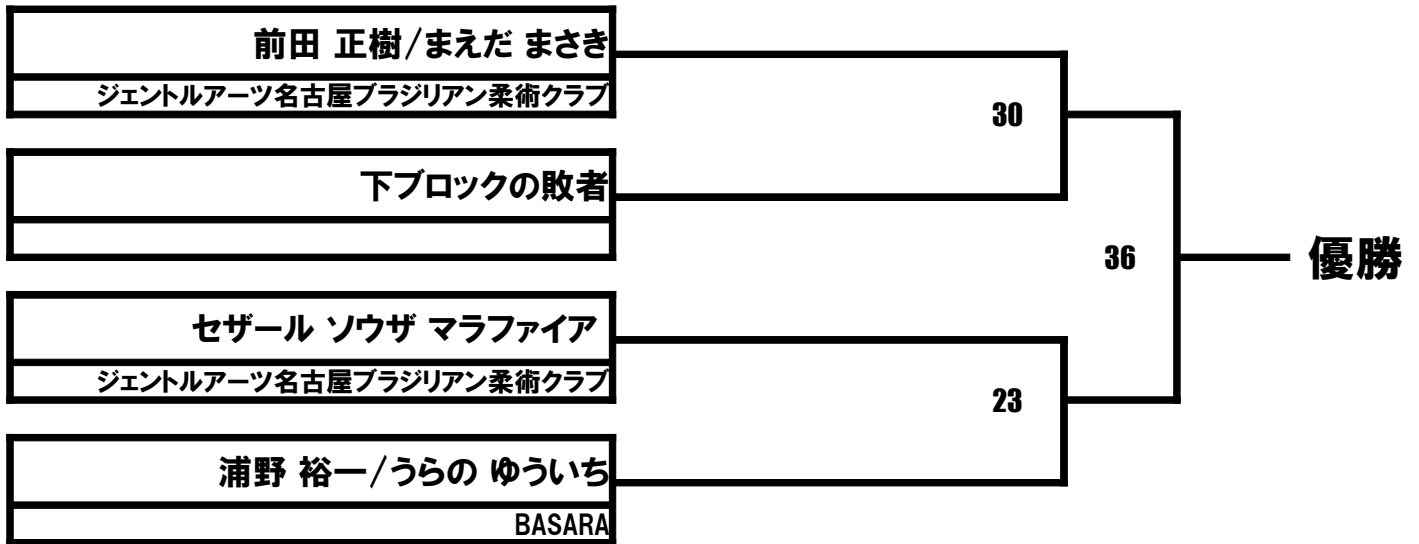 前田 正樹/まえだ まさき
ジェントルアーツ名古屋ブラジリアン柔術クラブ
30
下ブロックの敗者
36
優勝
セザール ソウザ マラファイア
ジェントルアーツ名古屋ブラジリアン柔術クラブ
23
浦野 裕一/うらの ゆういち
BASARA